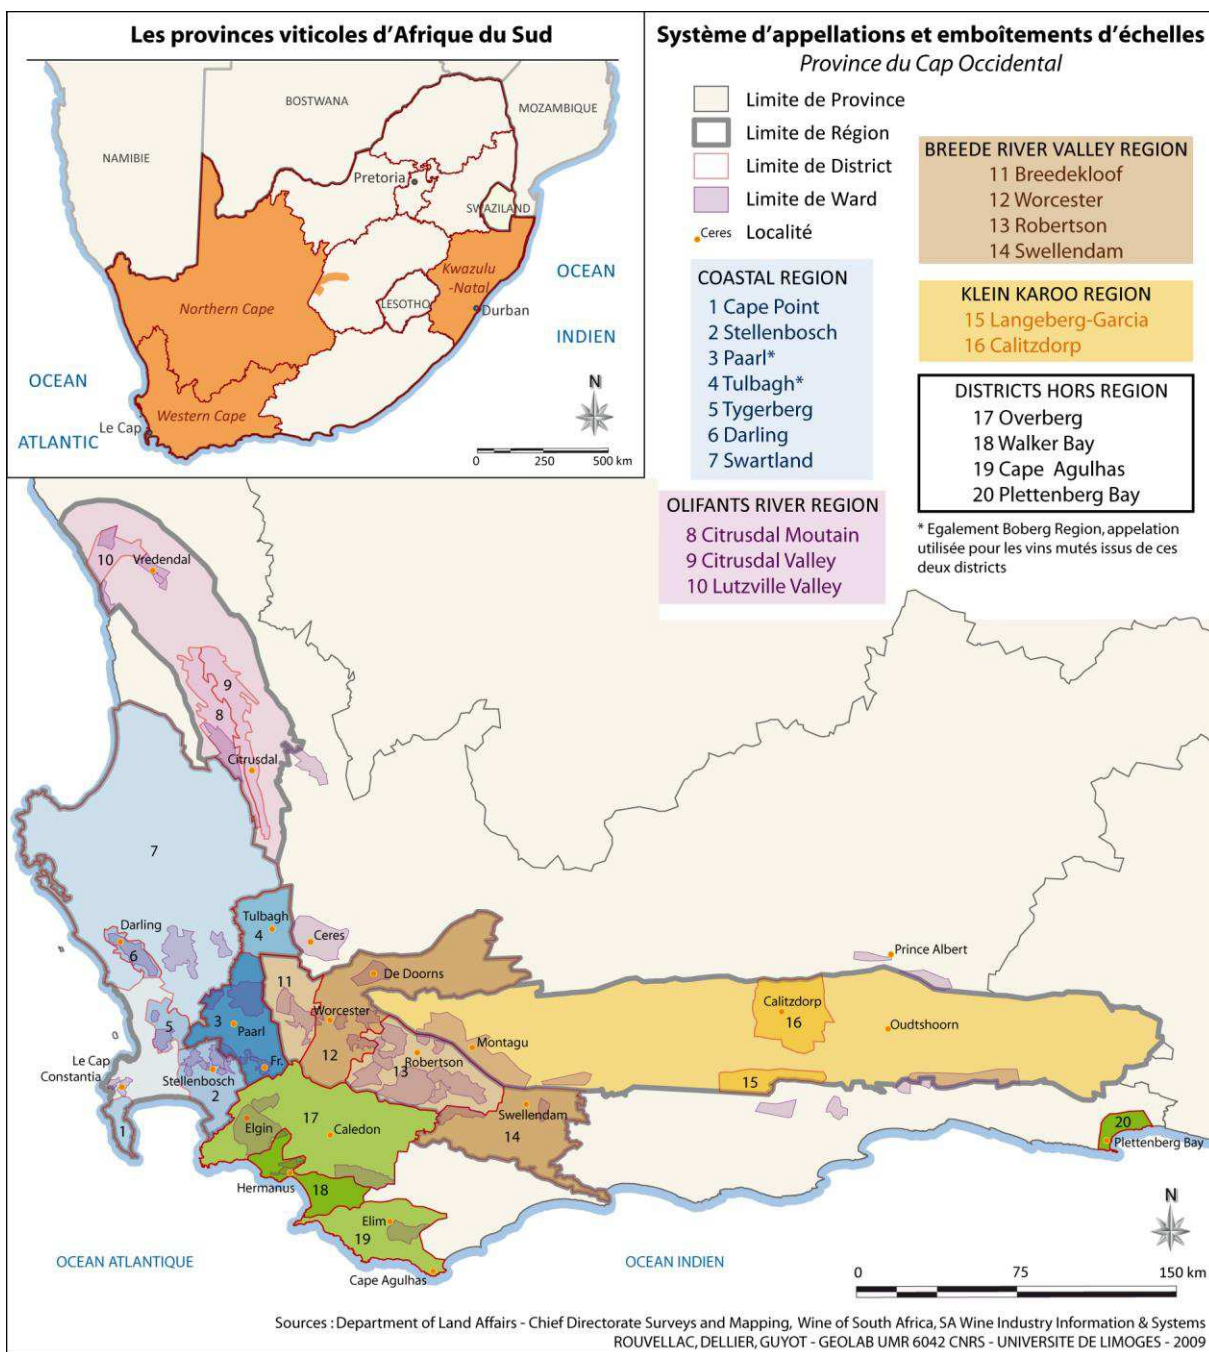 Les provinces viticoles d'Afrique du Sud
BOSTWANA
MOZAMBIQUE
NAMIBIE
Pretoria
SWAZILAND
OCEAN
INDIEN
Kwazulu
-Natal
Northern Cape
LESOTHO
Durban
OCEAN
ATLANTIC
Western Cape
Le Cap
N
0 250 500 km
Système d'appellations et emboîtements d'échelles
Province du Cap Occidental
Limite de Province
Limite de Région
Limite de District
Limite de Ward
Ceres Localité
COASTAL REGION
1 Cape Point
2 Stellenbosch
3 Paarl*
4 Tulbagh*
5 Tygerberg
6 Darling
7 Swartland
OLIFANTS RIVER REGION
8 Citrusdal Moutain
9 Citrusdal Valley
10 Lutzville Valley
BREEDE RIVER VALLEY REGION
11 Breedekloof
12 Worcester
13 Robertson
14 Swellendam
KLEIN KAROO REGION
15 Langeberg-Garcia
16 Calitzdorp
DISTRICTS HORS REGION
17 Overberg
18 Walker Bay
19 Cape Agulhas
20 Plettenberg Bay
* Egalement Boberg Region, appelation
utilisée pour les vins mutés issus de ces
deux districts
10
Vredendal
9
8
Citrusdal
7
Darling
6
Tulbagh
4
Ceres
De Doorns
Prince Albert
11
Worcester
Calitzdorp
16
Oudtshoorn
5
3
Paarl
12
Robertson
13
Montagu
Le Cap
Constantia
Stellenbosch
2
Fr.
15
1
17
Elgin
Caledon
Swellendam
14
20
Plettenberg Bay
Hermanus
18
Elim
19
Cape Agulhas
OCEAN ATLANTIQUE
OCEAN INDIEN
N
0 75 150 km
Sources : Department of Land Affairs - Chief Directorate Surveys and Mapping, Wine of South Africa, SA Wine Industry Information & Systems
ROUVELLAC, DELLIER, GUYOT - GEOLAB UMR 6042 CNRS - UNIVERSITE DE LIMOGES - 2009